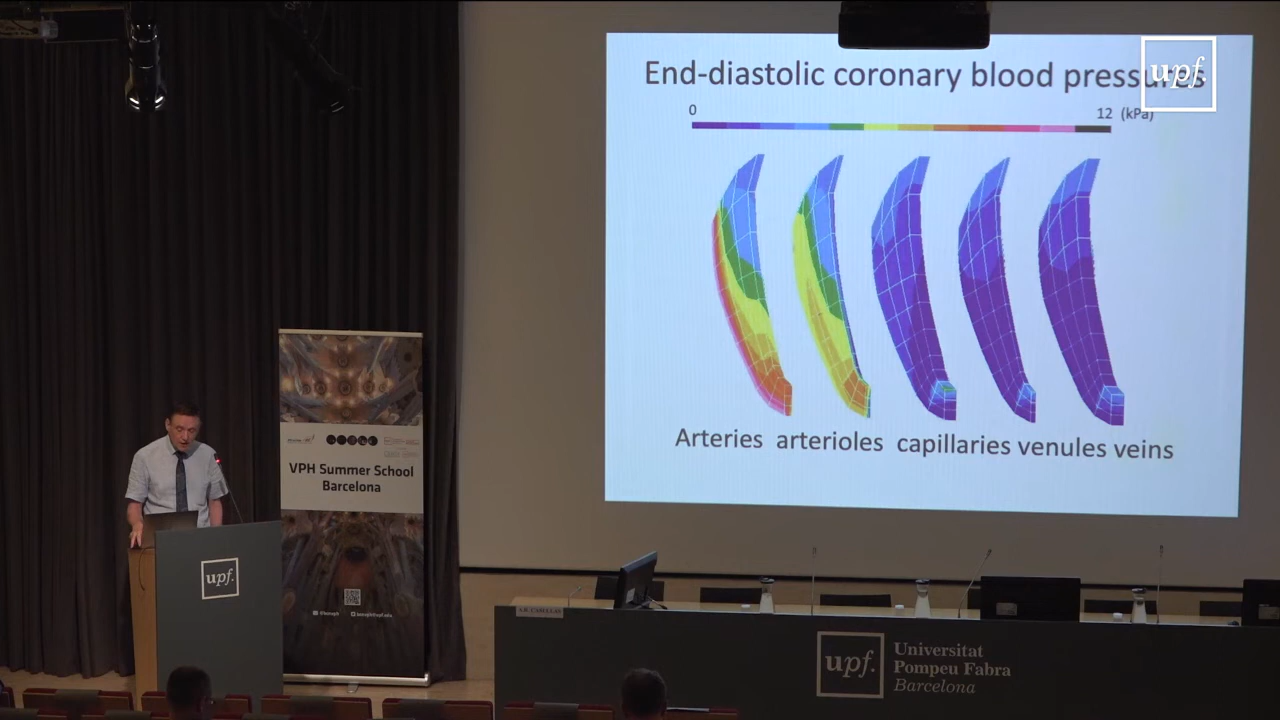 End-diastolic coronary blood pressures
upf.
0
12 (kPa)
Arteries arterioles capillaries venules veins
VPH Summer School
Barcelona
upf.
upf.
Universitat
Pompeu Fabra
Barcelona